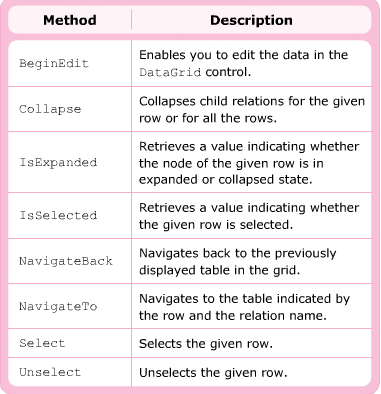 Method Description
BeginEdit Enables you to edit the data in the
DataGrid control.
Collapse Collapses child relations for the given
row or for all the rows.
IsExpanded Retrieves a value indicating whether
the node of the given row is in
expanded or collapsed state.
IsSelected Retrieves a value indicating whether
the given row is selected.
NavigateBack Navigates back to the previously
displayed table in the grid.
NavigateTo Navigates to the table indicated by
the row and the relation name.
Select Selects the given row.
Unselect Unselects the given row.